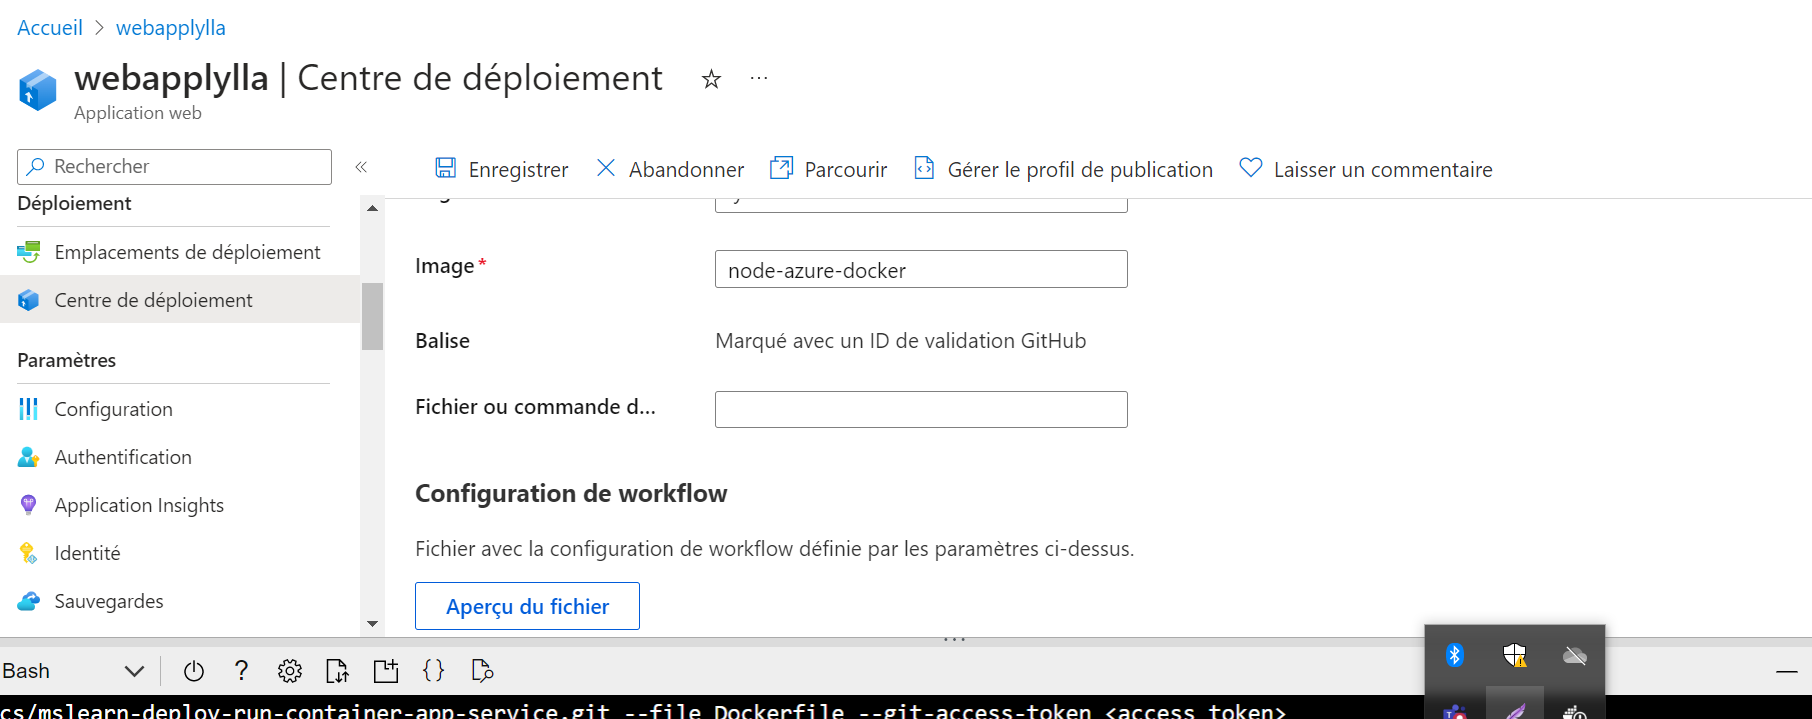 Accueil > webapplylla
webapplylla | Centre de déploiement ☆ ...
Application web
Rechercher «
Enregistrer Abandonner Parcourir Gérer le profil de publication Laisser un commentaire
Déploiement
Emplacements de déploiement
Centre de déploiement
Paramètres
Configuration
Authentification
Application Insights
Identité
Sauvegardes
Image *
node-azure-docker
Balise
Marqué avec un ID de validation GitHub
Fichier ou commande d...
Configuration de workflow
Fichier avec la configuration de workflow définie par les paramètres ci-dessus.
Aperçu du fichier
Bash
? {}
cs/mslearn-deploy-run-container-app-service.git --file Dockerfile --git-access-token <access token>